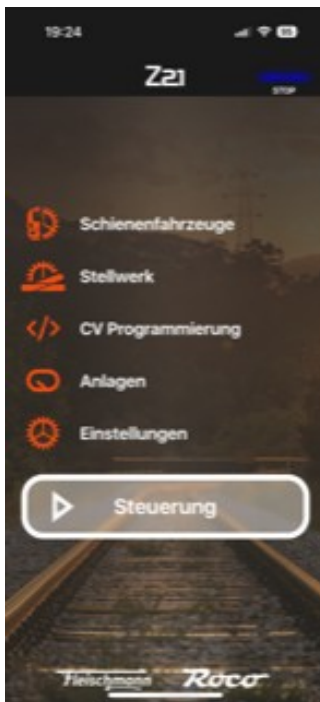 19:24
Z21
STOP
Schienenfahrzeuge
Stellwerk
CV Programmierung
Anlagen
Einstellungen
Steuerung
Fleischmann Roco